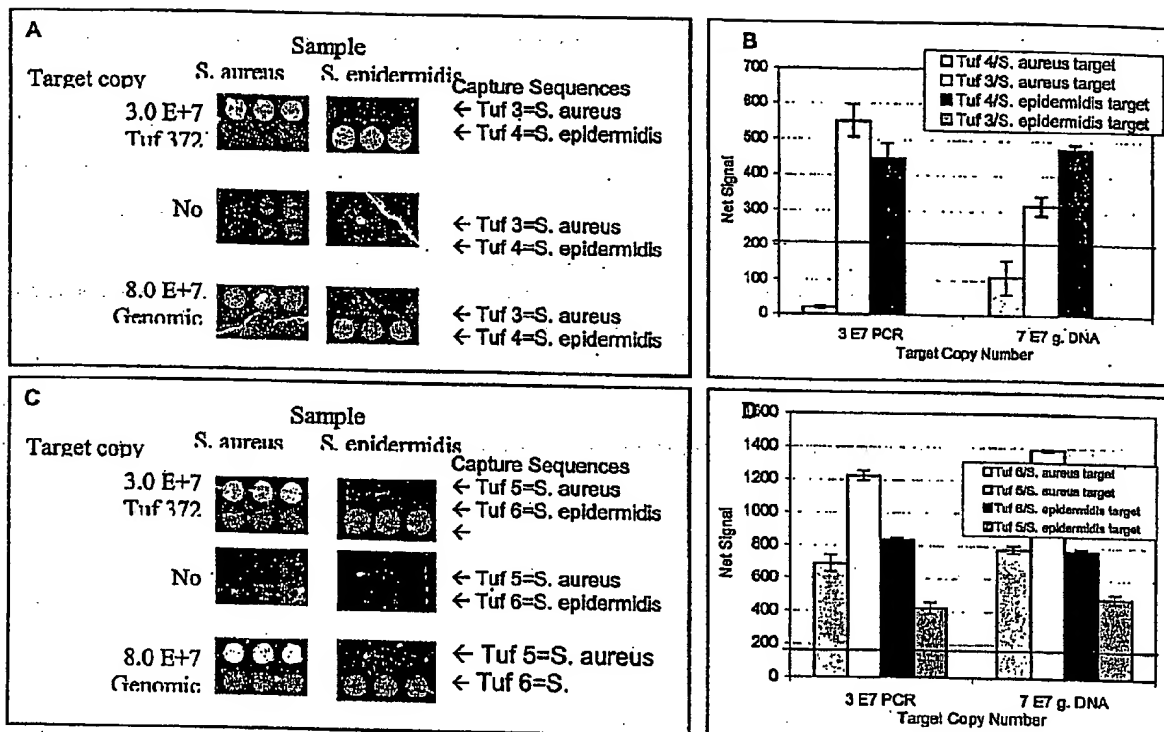 A
Sample
Target copy S. aureus S. enidermidis
Capture Sequences
3.0 E+7 ← Tuf 3=S. aureus
Tuf 372 ← Tuf 4=S. epidermidis
No
← Tuf 3=S. aureus
← Tuf 4=S. epidermidis
8.0 E+7
← Tuf 3=S. aureus
Genomic
← Tuf 4=S. epidermidis
B
Tuf 4/S. aureus target
Tuf 3/S. aureus target
Tuf 4/S. epidermidis target
Tuf 3/S. epidermidis target
700
600
500
400
300
200
100
0
Net Signal
3 E7 PCR 7 E7 g. DNA
Target Copy Number
C
Sample
Target copy S. aureus S. enidermidis
Capture Sequences
3.0 E+7 ← Tuf 5=S. aureus
Tuf 372 ← Tuf 6=S. epidermidis
←
No ← Tuf 5=S. aureus
← Tuf 6=S. epidermidis
8.0 E+7 ← Tuf 5=S. aureus
Genomic ← Tuf 6=S.
D
Tuf 6/S. aureus target
Tuf 5/S. aureus target
Tuf 6/S. epidermidis target
Tuf 5/S. epidermidis target
1600
1400
1200
1000
800
600
400
200
0
Net Signal
3 E7 PCR 7 E7 g. DNA
Target Copy Number